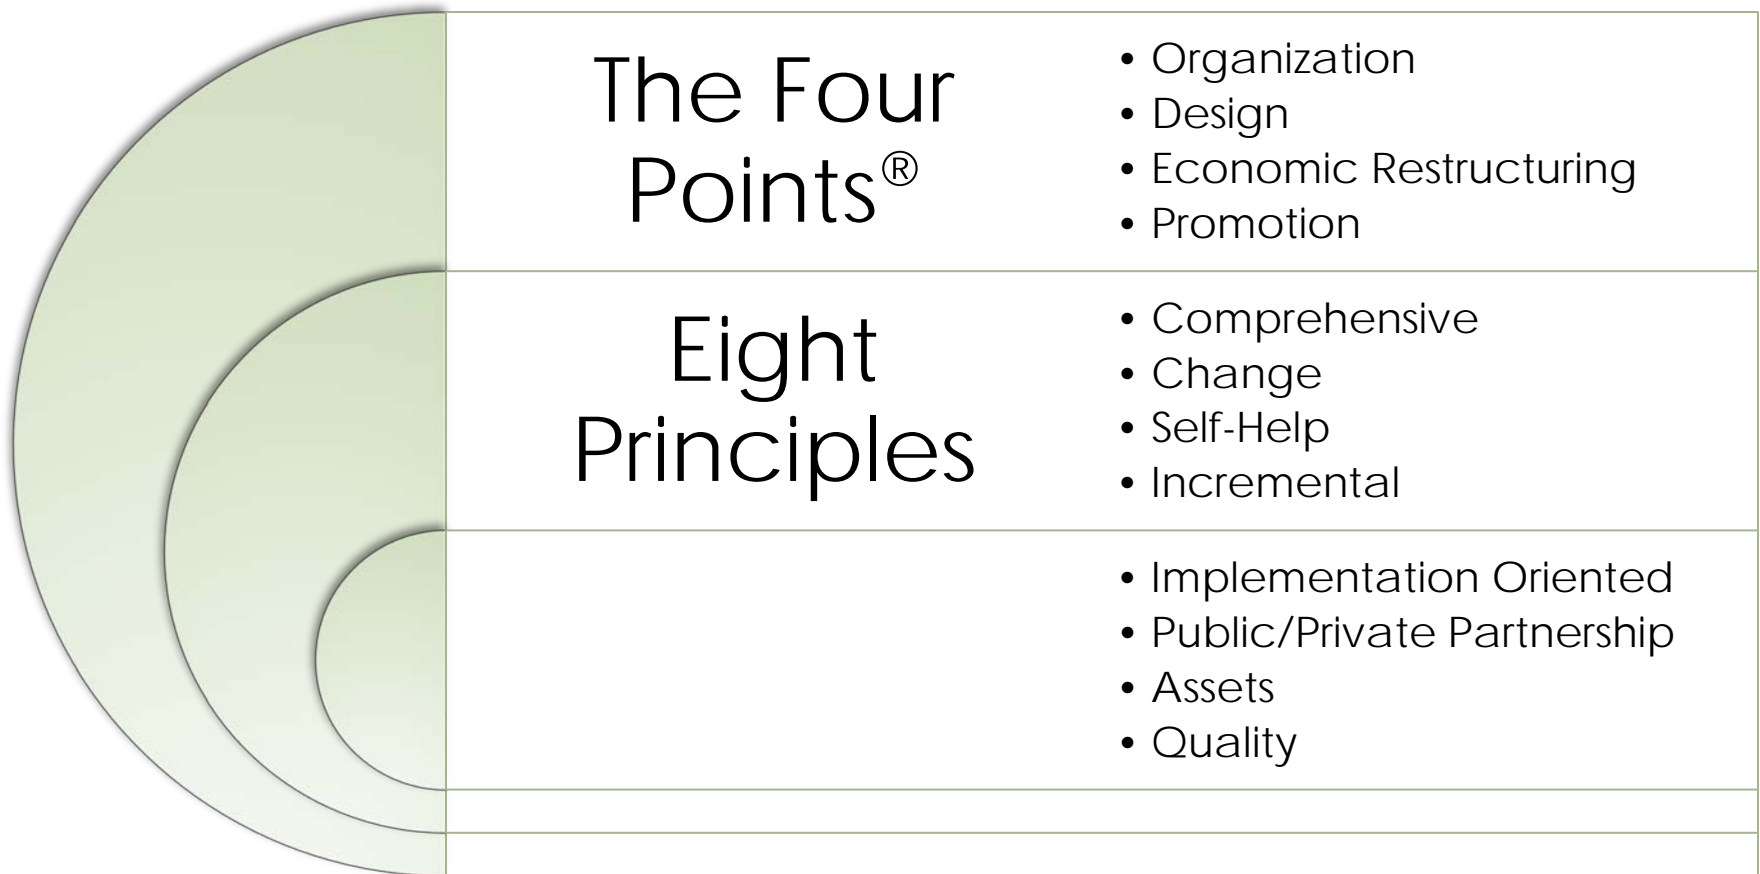 The Four
Points®
• Organization
• Design
• Economic Restructuring
• Promotion
Eight
Principles
• Comprehensive
• Change
• Self-Help
• Incremental
• Implementation Oriented
• Public/Private Partnership
• Assets
• Quality